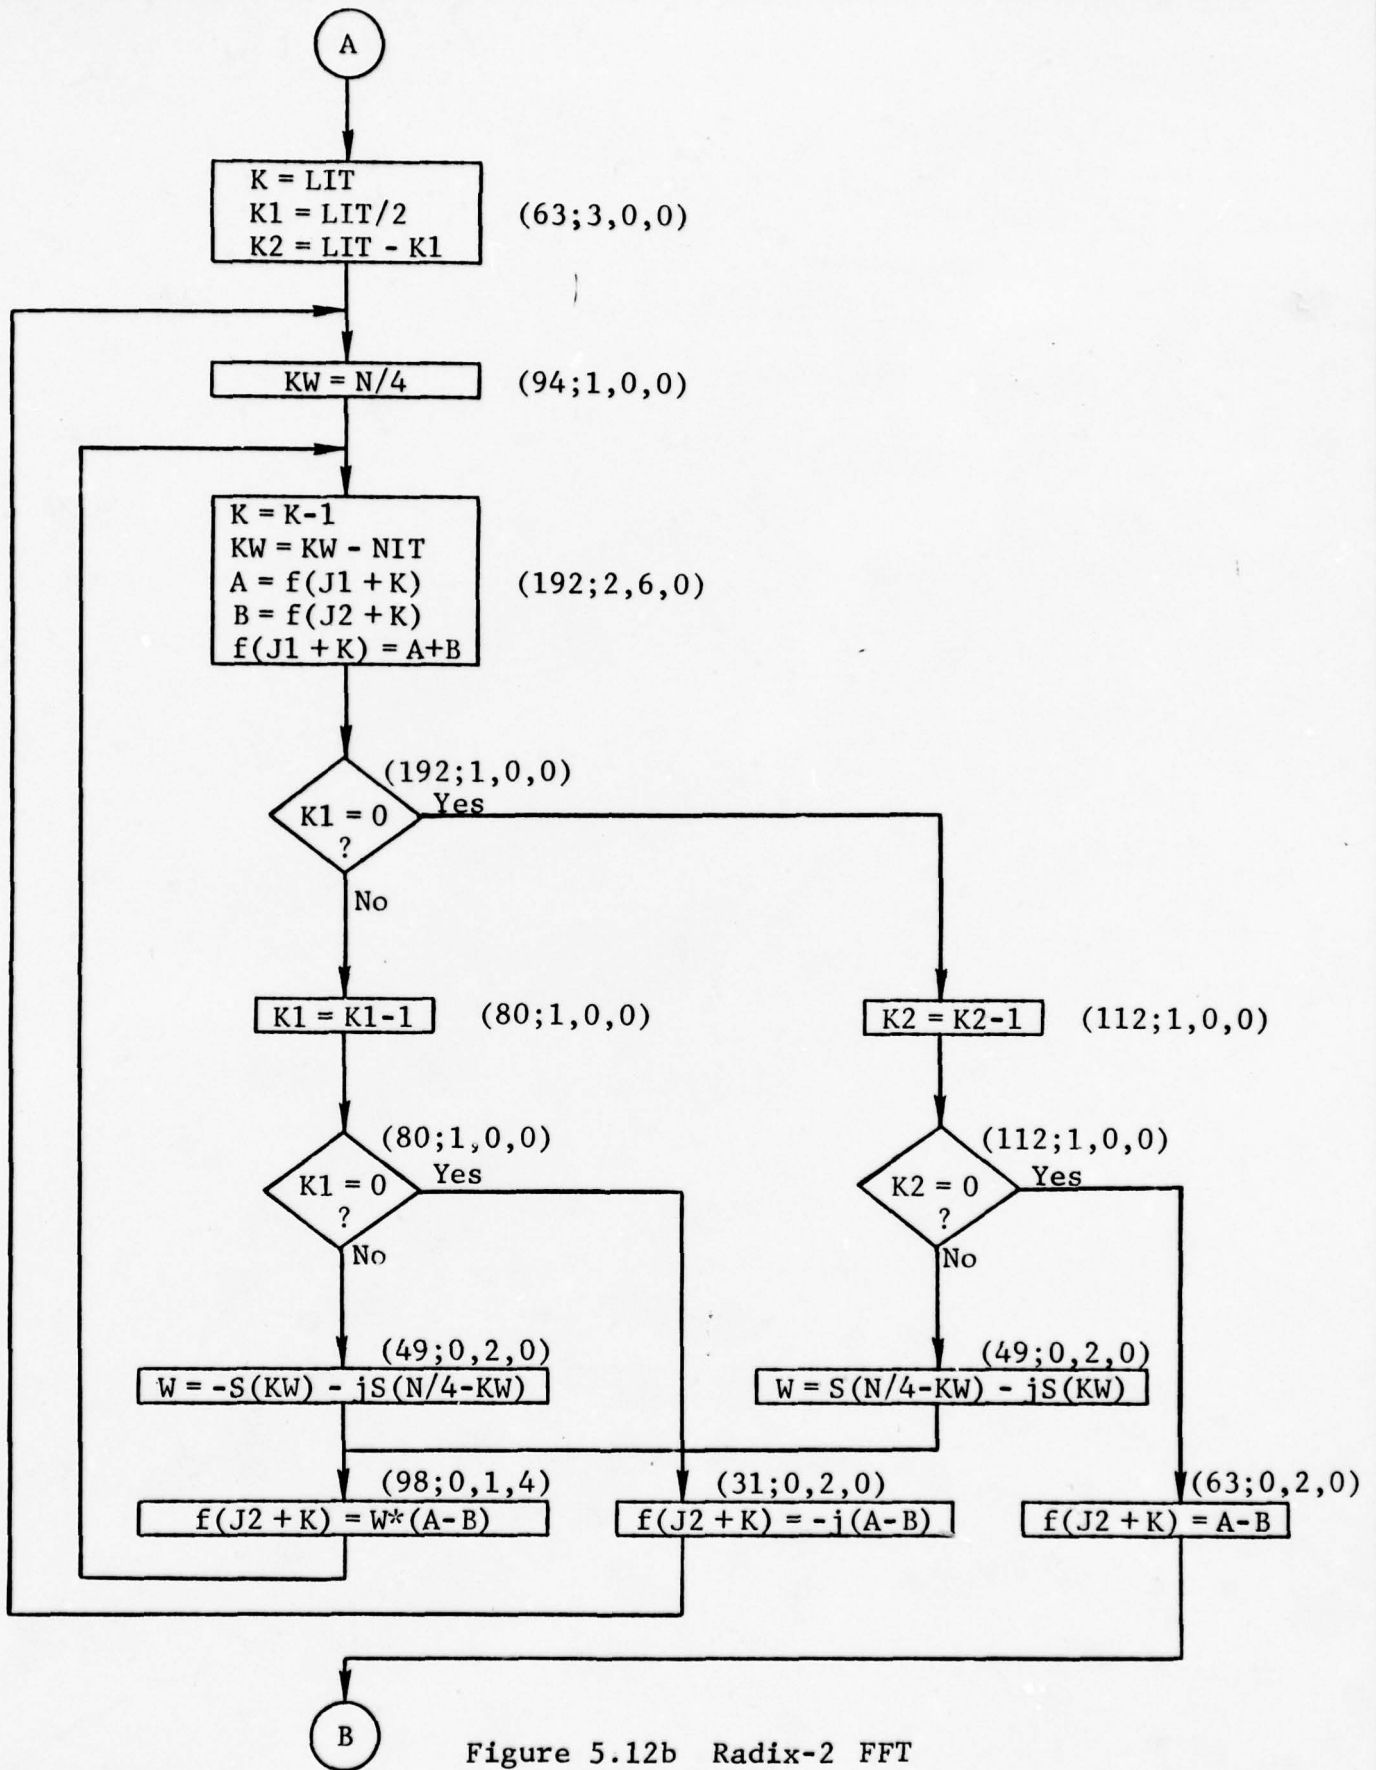 A
K = LIT
K1 = LIT/2
K2 = LIT - K1
(63;3,0,0)
KW = N/4
(94;1,0,0)
K = K-1
KW = KW - NIT
A = f(J1 + K)
B = f(J2 + K)
f(J1 + K) = A+B
(192;2,6,0)
(192;1,0,0)
K1 = 0
?
Yes
No
K1 = K1-1
(80;1,0,0)
K2 = K2-1
(112;1,0,0)
(80;1,0,0)
K1 = 0
?
Yes
No
(112;1,0,0)
K2 = 0
?
Yes
No
(49;0,2,0)
W = -S(KW) - jS(N/4-KW)
(49;0,2,0)
W = S(N/4-KW) - jS(KW)
(98;0,1,4)
f(J2 + K) = W*(A-B)
(31;0,2,0)
f(J2 + K) = -j(A-B)
(63;0,2,0)
f(J2 + K) = A-B
B
Figure 5.12b Radix-2 FFT